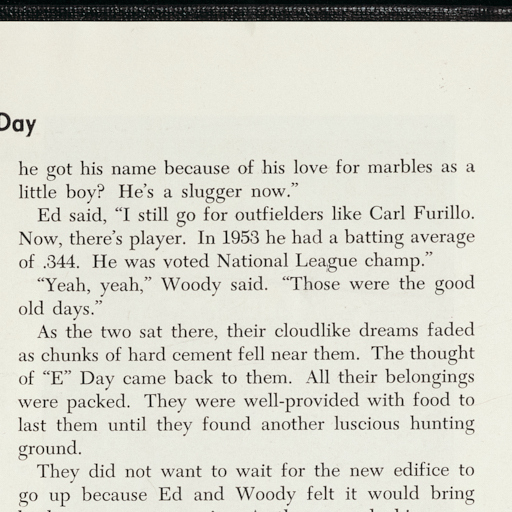 Day
he got his name because of his love for marbles as a
little boy? He's a slugger now.”
Ed said, “I still go for outfielders like Carl Furillo.
Now, there's player. In 1953 he had a batting average
of .344. He was voted National League champ.”
“Yeah, yeah,” Woody said. “Those were the good
old days.”
As the two sat there, their cloudlike dreams faded
as chunks of hard cement fell near them. The thought
of “E” Day came back to them. All their belongings
were packed. They were well-provided with food to
last them until they found another luscious hunting
ground.
They did not want to wait for the new edifice to
go up because Ed and Woody felt it would bring